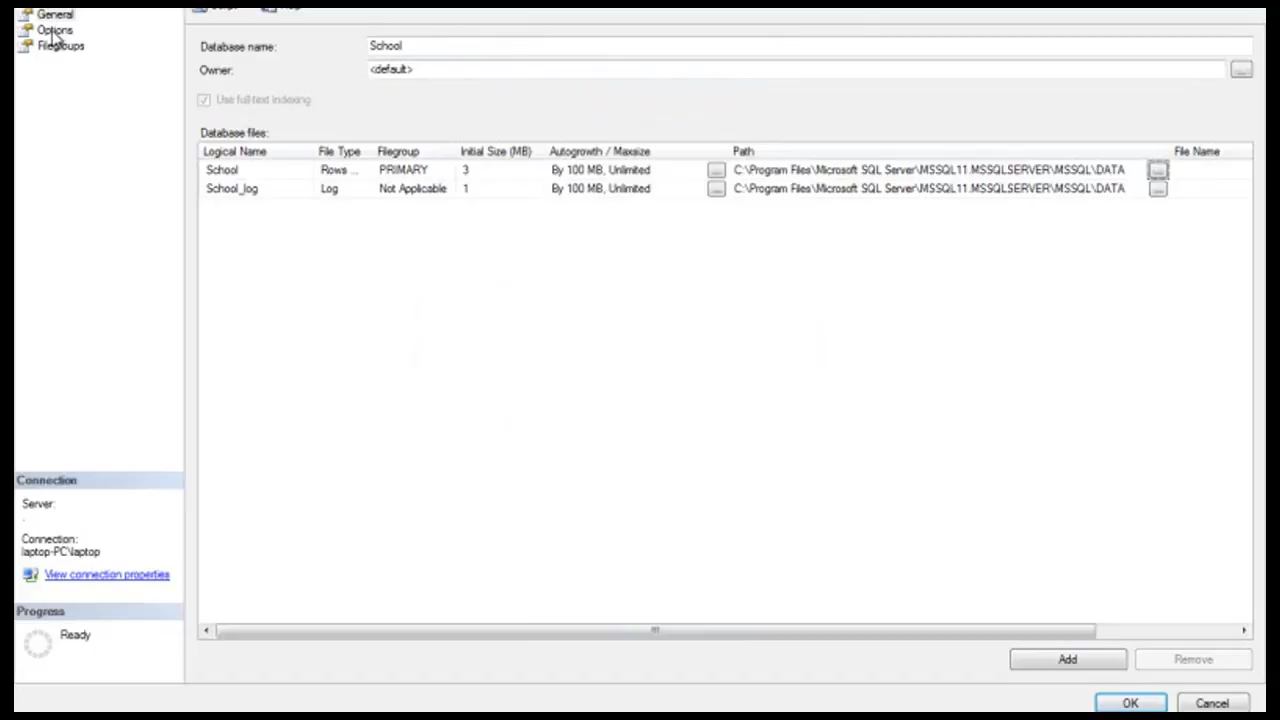 General
Options
Filegroups
Database name:
School
Owner:
<default>
Use full-text indexing
Database files:
Logical Name File Type Filegroup Initial Size (MB) Autogrowth / Maxsize Path File Name
School Rows ... PRIMARY 3 By 100 MB, Unlimited ... C:\Program Files\Microsoft SQL Server\MSSQL11.MSSQLSERVER\MSSQL\DATA ...
School_log Log Not Applicable 1 By 100 MB, Unlimited ... C:\Program Files\Microsoft SQL Server\MSSQL11.MSSQLSERVER\MSSQL\DATA ...
Connection
Server:
.
Connection:
laptop-PC\laptop
View connection properties
Progress
Ready
Add
Remove
OK
Cancel